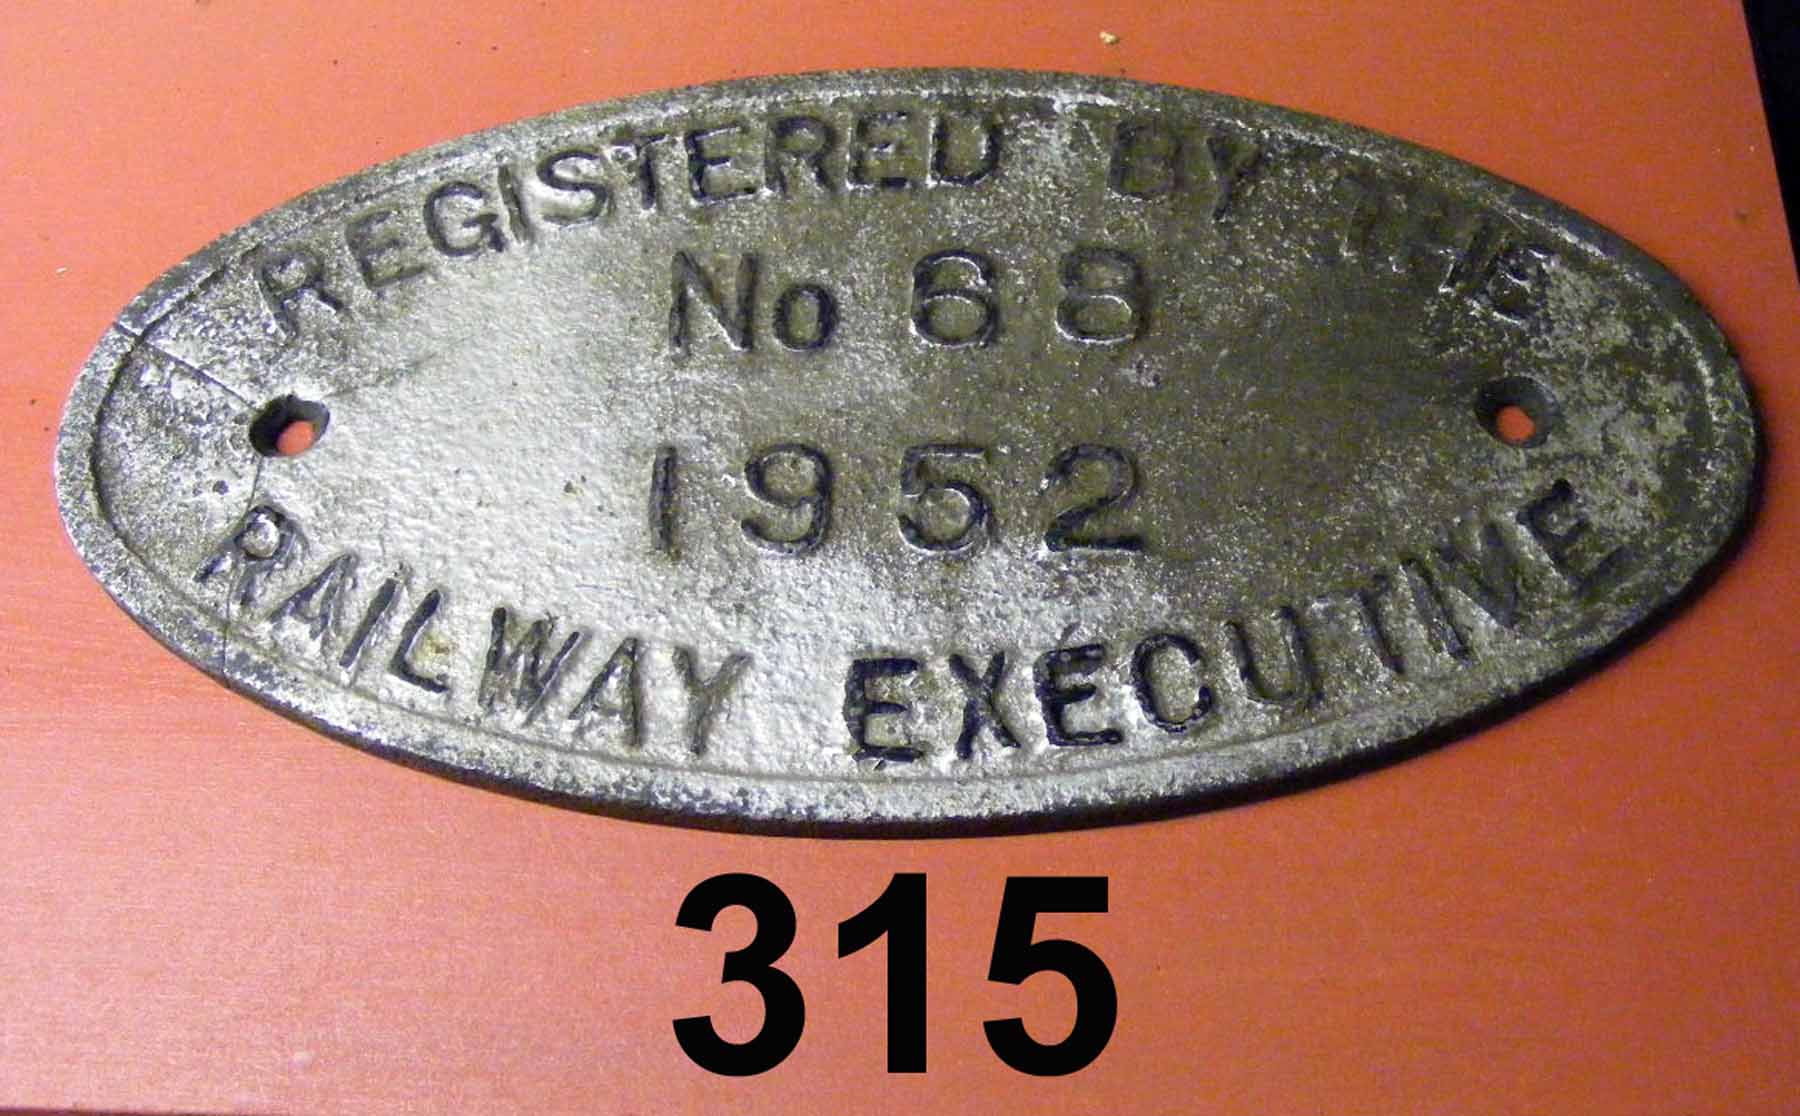 REGISTERED BY THE
No 68
1952
RAILWAY EXECUTIVE
315